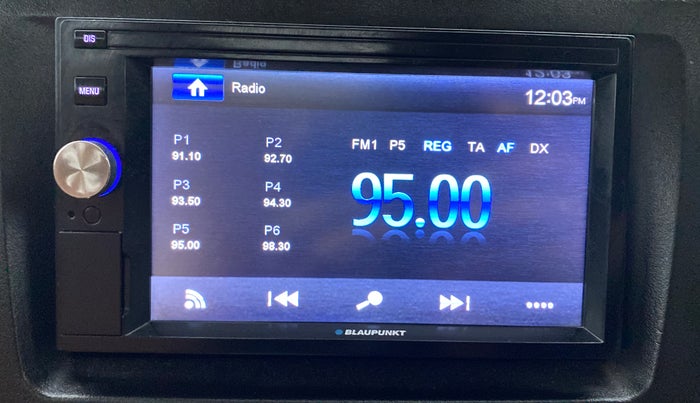 DIS
MENU
Radio
12:03PM
P1
91.10
P2
92.70
P3
93.50
P4
94.30
P5
95.00
P6
98.30
FM1 P5 REG TA AF DX
95.00
BLAUPUNKT